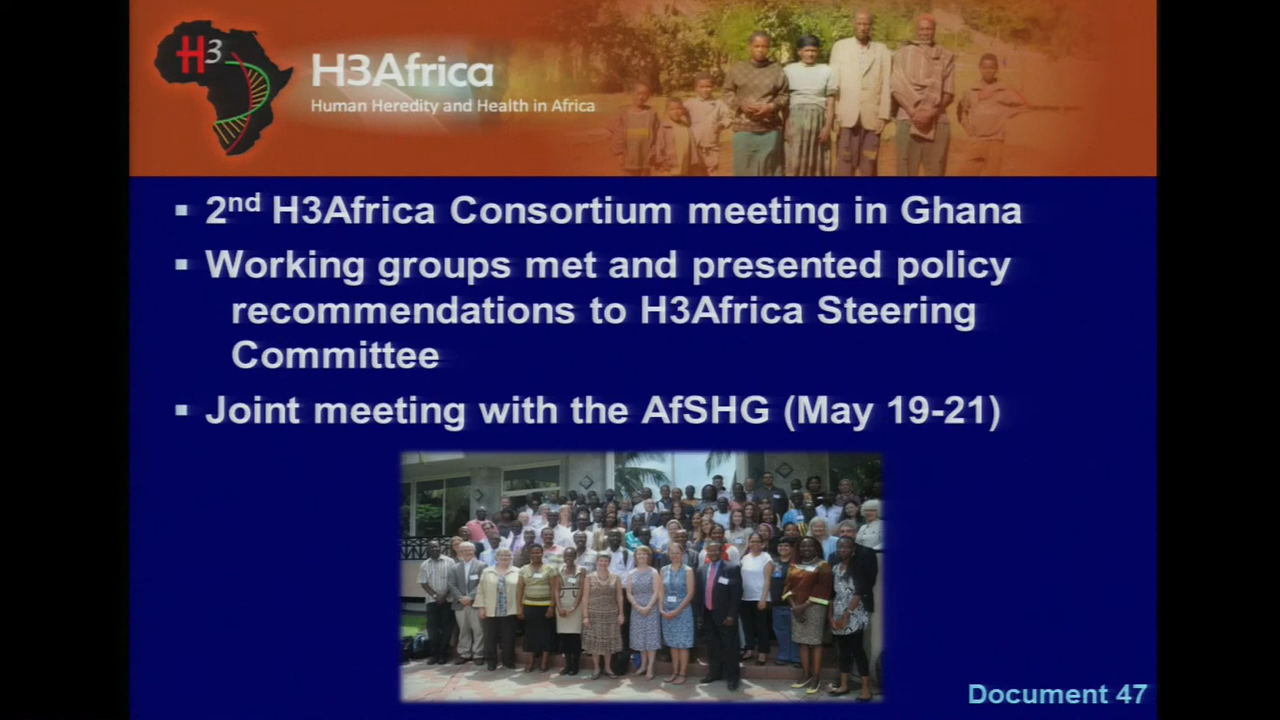 H3
H3Africa
Human Heredity and Health in Africa
▪ 2nd H3Africa Consortium meeting in Ghana
▪ Working groups met and presented policy
recommendations to H3Africa Steering
Committee
▪ Joint meeting with the AfSHG (May 19-21)
Document 47